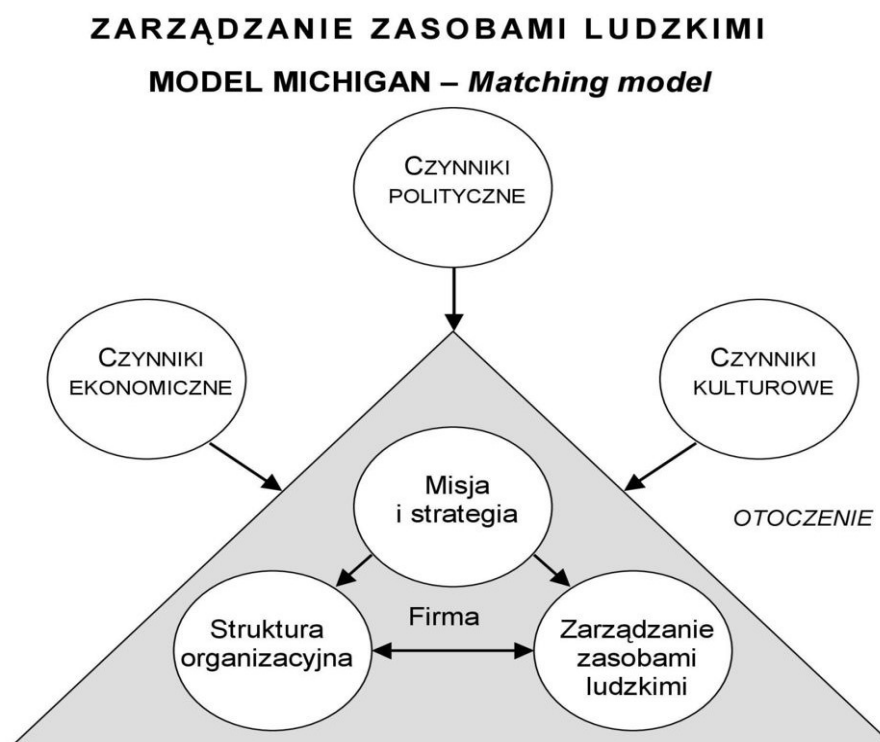 ZARZĄDZANIE ZASOBAMI LUDZKIMI
MODEL MICHIGAN – Matching model
CZYNNIKI
POLITYCZNE
CZYNNIKI
EKONOMICZNE
CZYNNIKI
KULTUROWE
Misja
i strategia
OTOCZENIE
Firma
Struktura
organizacyjna
Zarządzanie
zasobami
ludzkimi